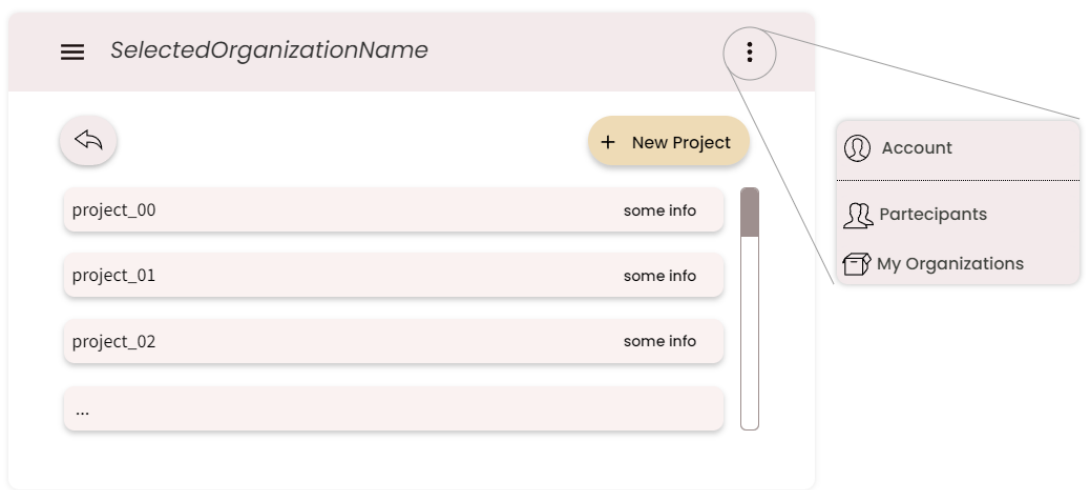 SelectedOrganizationName
+ New Project
project_00 some info
project_01 some info
project_02 some info
...
Account
Partecipants
My Organizations